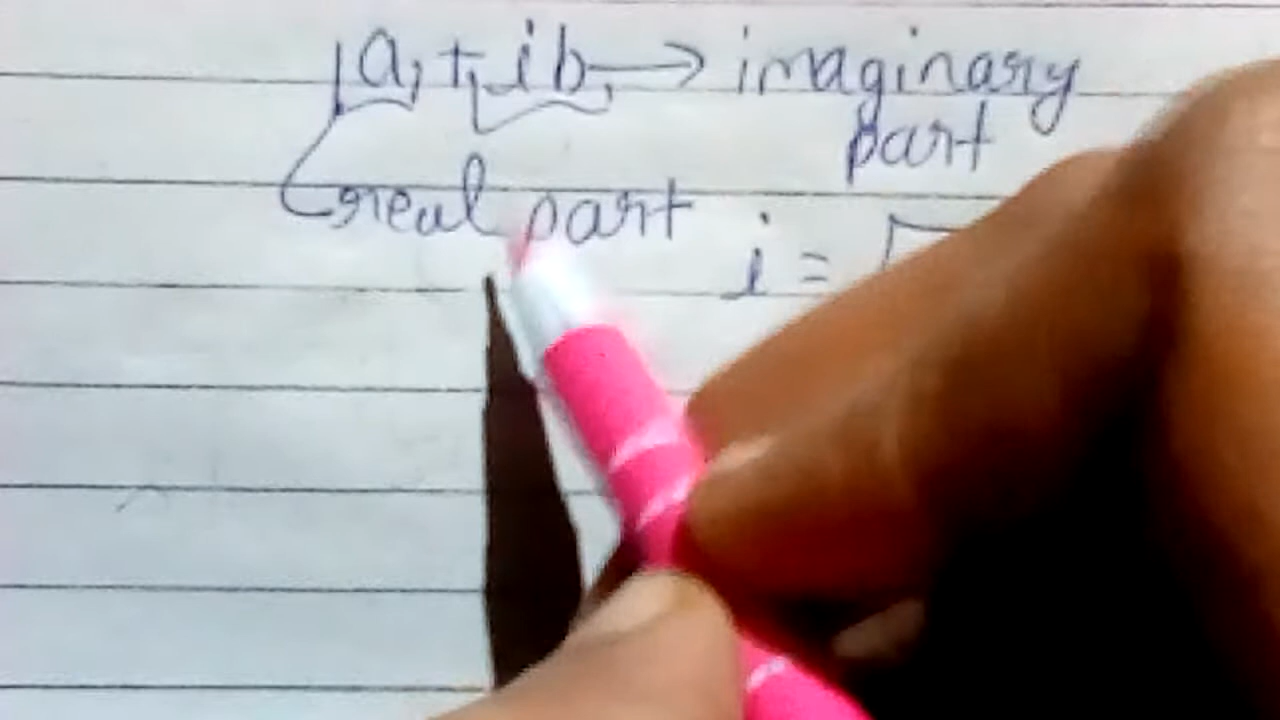 a + ib → imaginary
part
real part
i = √